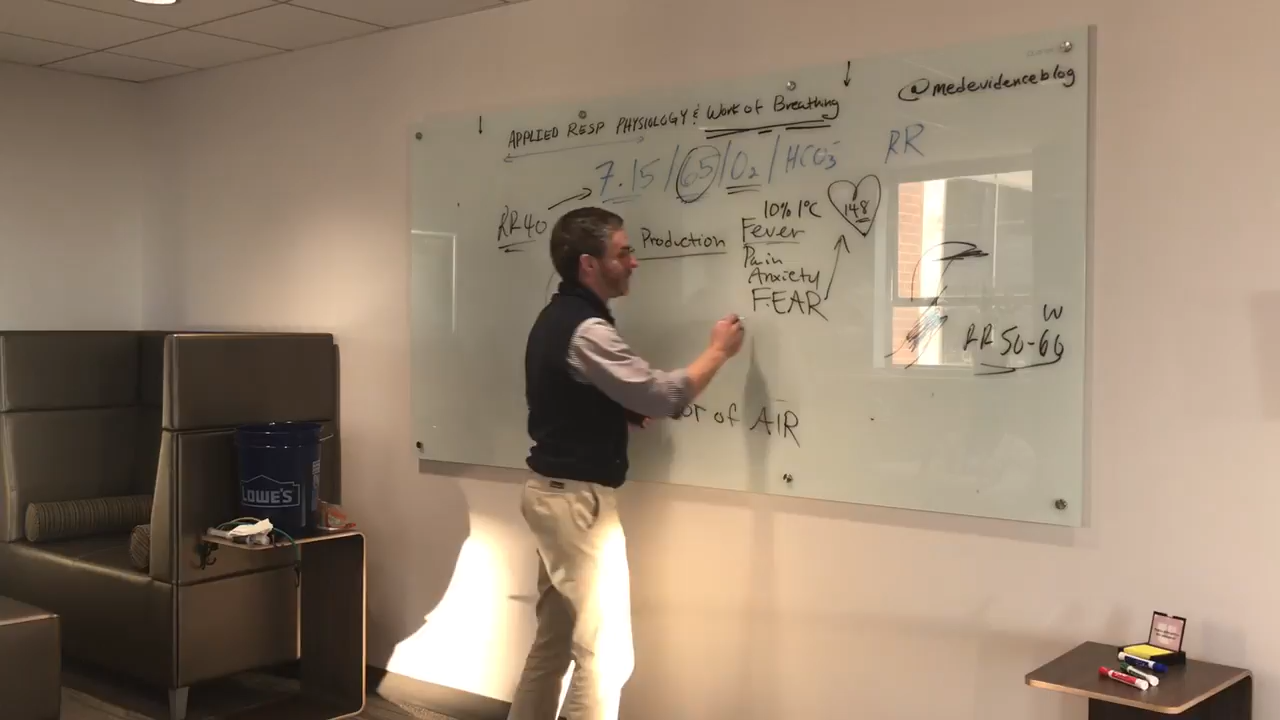 @medevidenceblog
APPLIED RESP PHYSIOLOGY & Work of Breathing
7.15 / 65 / O2 / HCO3-
RR
RR 40
Production
10% 1°C
Fever
148
Pain
Anxiety
FEAR
W
RR 50-60
of AIR
LOWE'S